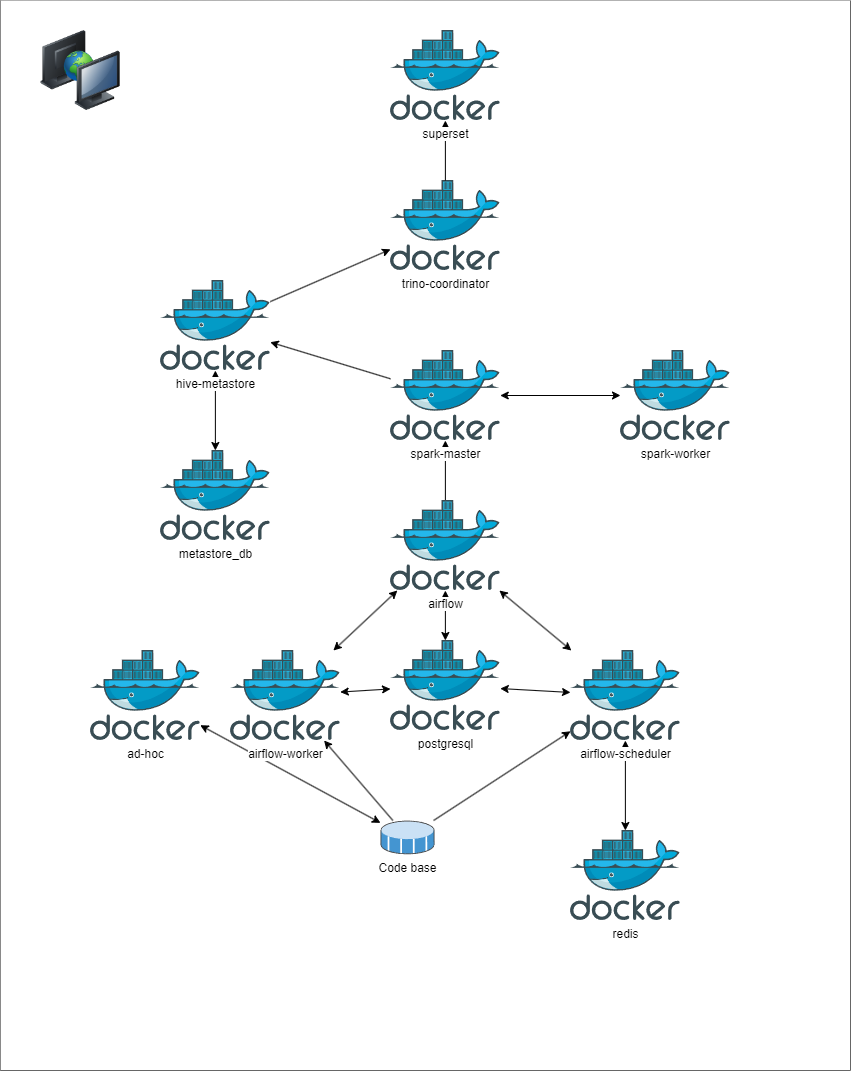 docker
superset
docker
trino-coordinator
docker
hive-metastore
docker
spark-master
docker
spark-worker
docker
metastore_db
docker
airflow
docker
ad-hoc
docker
airflow-worker
docker
postgresql
docker
airflow-scheduler
Code base
docker
redis